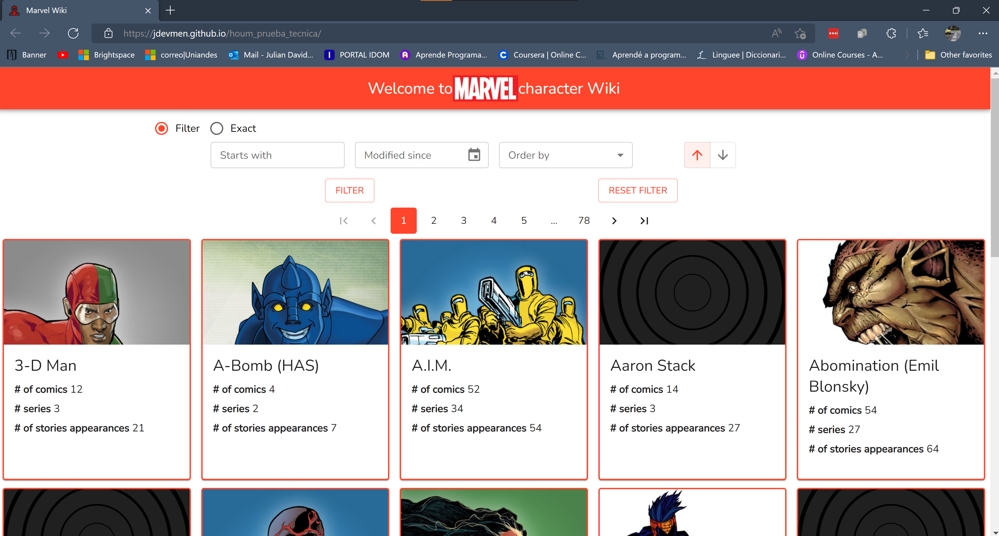 Marvel Wiki
https://jdevmen.github.io/houm_prueba_tecnica/
Banner Brightspace correo|Uniandes Mail - Julian David... PORTAL IDOM Aprende Programa... Coursera | Online C... Aprendé a program... Linguee | Diccionari... Online Courses - A... Other favorites
Welcome to MARVEL character Wiki
Filter Exact
Starts with Modified since Order by
FILTER RESET FILTER
1 2 3 4 5 ... 78
3-D Man
# of comics 12
# series 3
# of stories appearances 21
A-Bomb (HAS)
# of comics 4
# series 2
# of stories appearances 7
A.I.M.
# of comics 52
# series 34
# of stories appearances 54
Aaron Stack
# of comics 14
# series 3
# of stories appearances 27
Abomination (Emil
Blonsky)
# of comics 54
# series 27
# of stories appearances 64